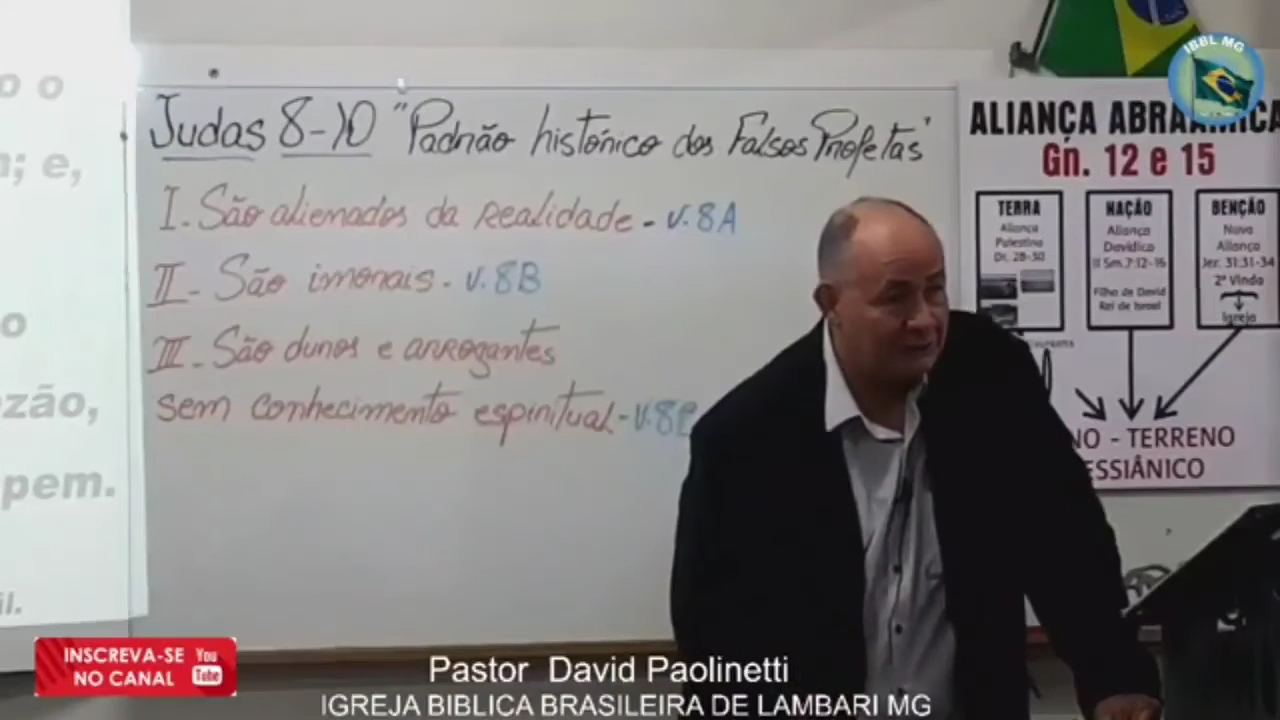 Judas 8-10 "Padrão histórico dos Falsos Profetas"
I. São alienados da realidade - v.8A
II - São imorais - v.8B
III - São duros e arrogantes
sem conhecimento espiritual - v.8
o o
; e,
o
zão,
pem.
il.
IBBL MG
ALIANÇA
Gn. 12 e 15
TERRA
Aliança
Palestina
Dt. 28-30
NAÇÃO
Aliança
Davídica
II Sm.7:12-16
Filho de David
Rei de Israel
BENÇÃO
Nova
Aliança
Jer. 31:31-34
2ª Vinda
Igreja
NO - TERRENO
ESSIÂNICO
INSCREVA-SE
NO CANAL
You
Tube
Pastor David Paolinetti
IGREJA BIBLICA BRASILEIRA DE LAMBARI MG